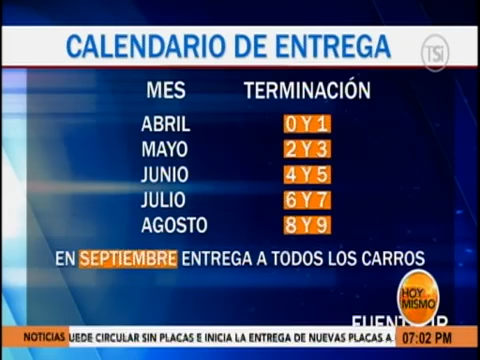 CALENDARIO DE ENTREGA
TSi
MES TERMINACIÓN
ABRIL 0 Y 1
MAYO 2 Y 3
JUNIO 4 Y 5
JULIO 6 Y 7
AGOSTO 8 Y 9
EN SEPTIEMBRE ENTREGA A TODOS LOS CARROS
HOY
MISMO
NOTICIAS UEDE CIRCULAR SIN PLACAS E INICIA LA ENTREGA DE NUEVAS PLACAS A 07:02 PM